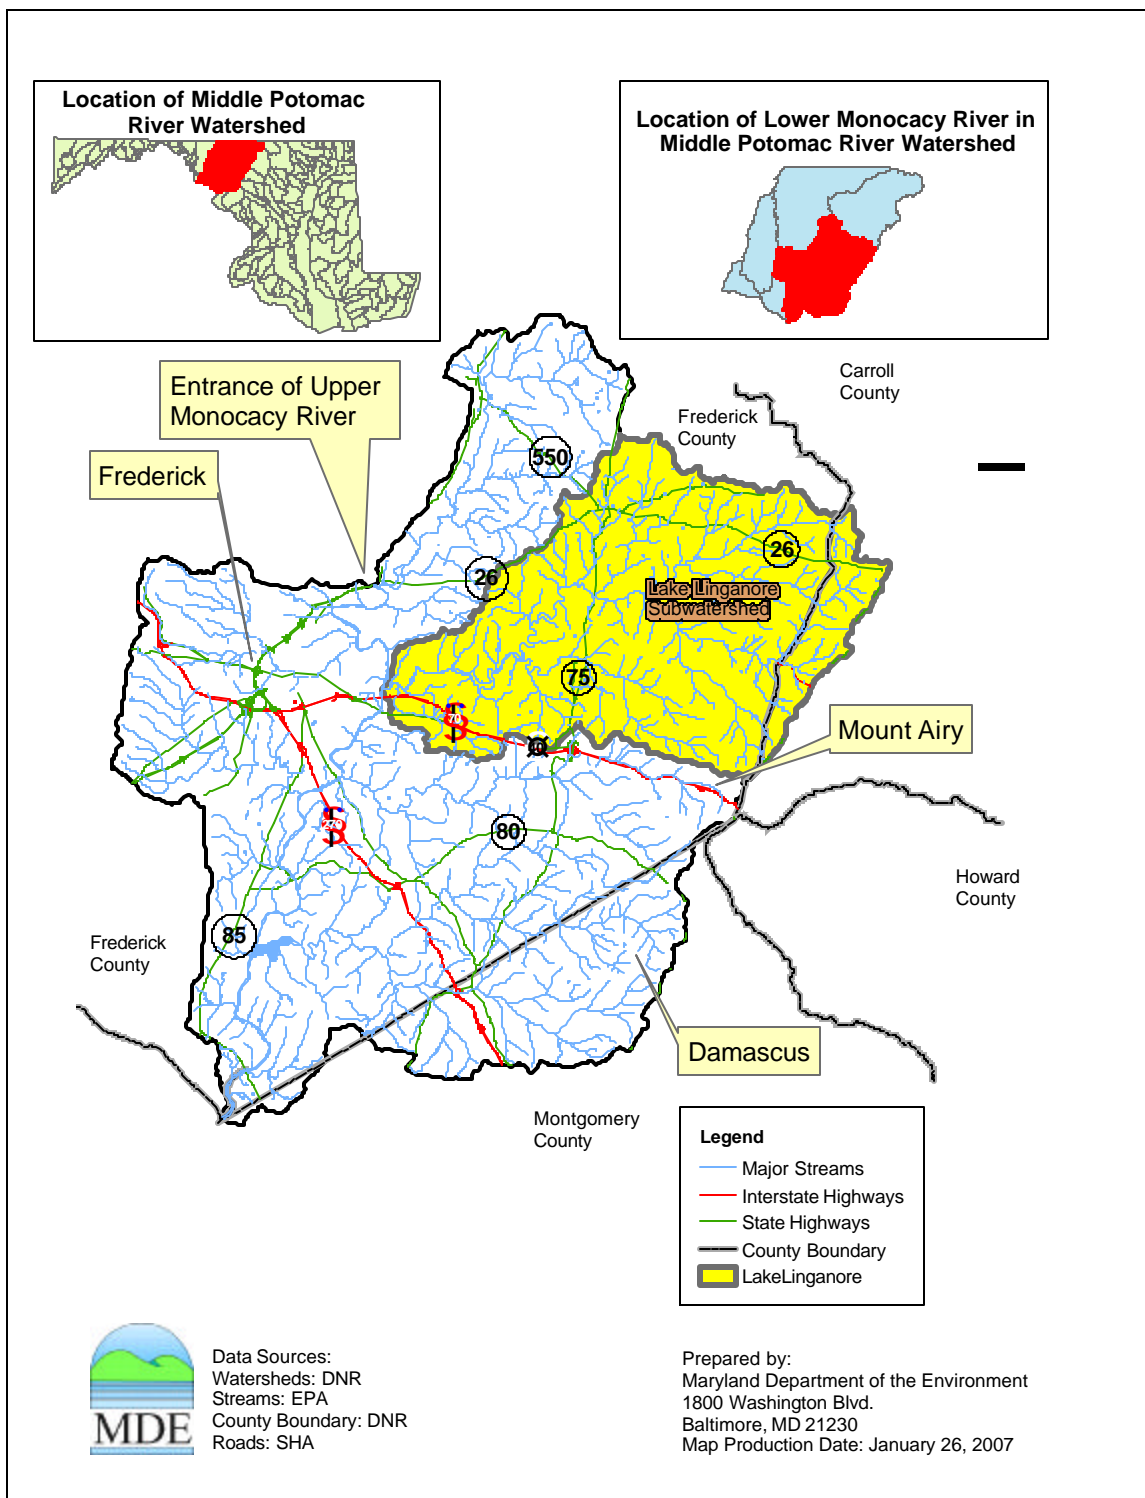 Location of Middle Potomac
River Watershed
Location of Lower Monocacy River in
Middle Potomac River Watershed
Carroll
County
Entrance of Upper
Monocacy River
Frederick
County
Frederick
550
26
26
Lake Linganore
Subwatershed
75
70
Mount Airy
270
80
Howard
County
85
Frederick
County
Damascus
Montgomery
County
Legend
Major Streams
Interstate Highways
State Highways
County Boundary
LakeLinganore
MDE
Data Sources:
Watersheds: DNR
Streams: EPA
County Boundary: DNR
Roads: SHA
Prepared by:
Maryland Department of the Environment
1800 Washington Blvd.
Baltimore, MD 21230
Map Production Date: January 26, 2007